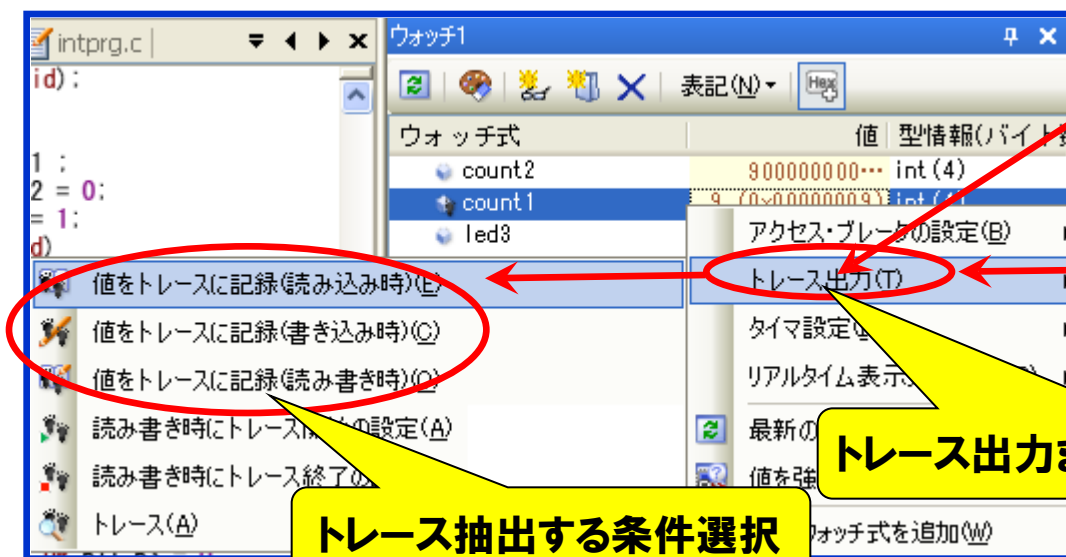 intprg.c
ウォッチ1
id);
表記(N)
Hex
ウォッチ式 値 型情報(バイト
1 ;
count2 900000000… int(4)
2 = 0;
count1 9 (0x00000009) int(4)
= 1;
led3
d)
アクセス・ブレークの設定(B)
値をトレースに記録(読み込み時)(E)
トレース出力(T)
値をトレースに記録(書き込み時)(C)
タイマ設定
値をトレースに記録(読み書き時)(O)
リアルタイム表示
読み書き時にトレース開始の設定(A)
最新の
読み書き時にトレース終了の
値を強
トレース出力
トレース(A)
トレース抽出する条件選択
ウォッチ式を追加(W)